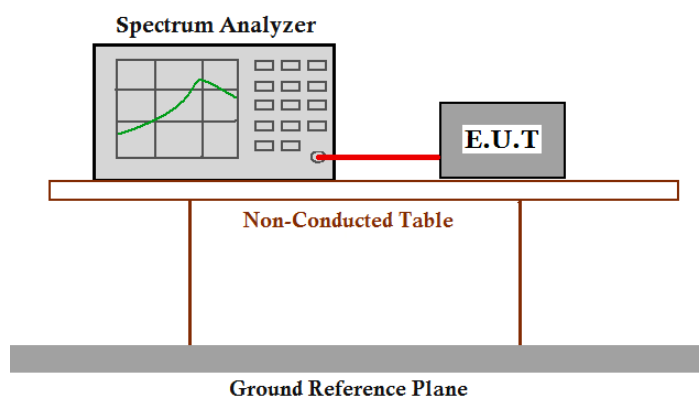 Spectrum Analyzer
E.U.T
Non-Conducted Table
Ground Reference Plane